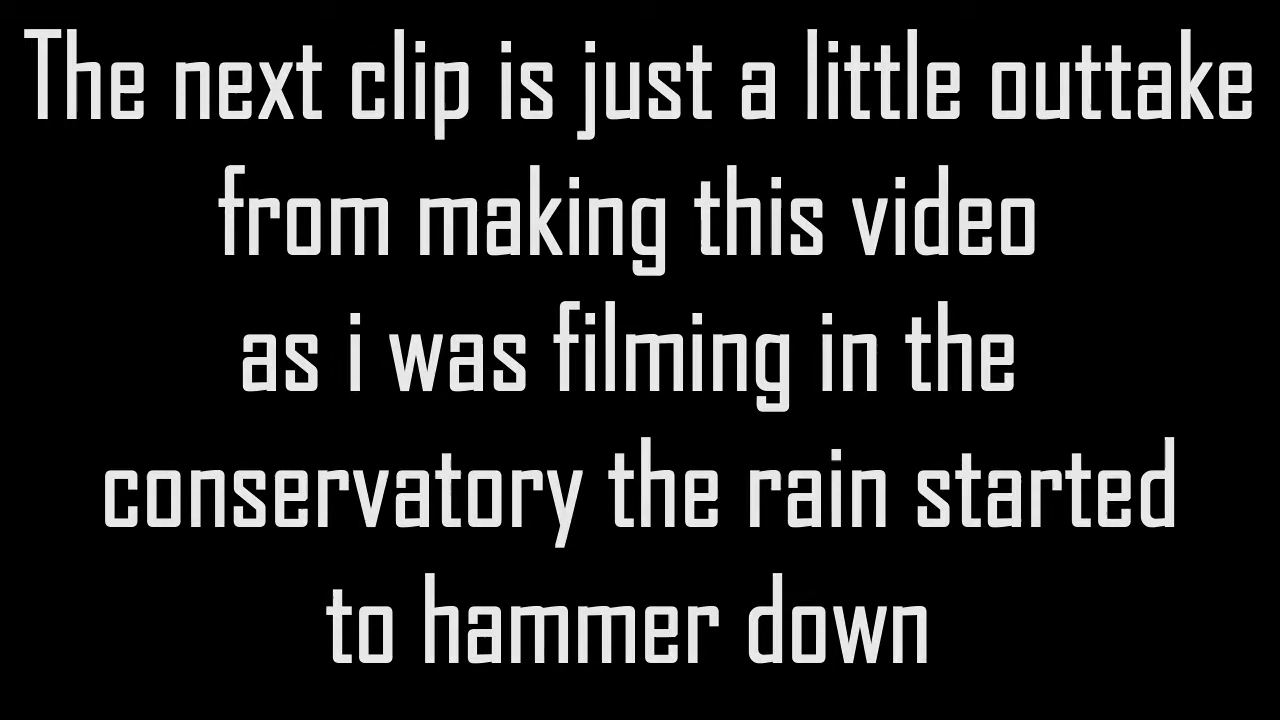 The next clip is just a little outtake
from making this video
as i was filming in the
conservatory the rain started
to hammer down